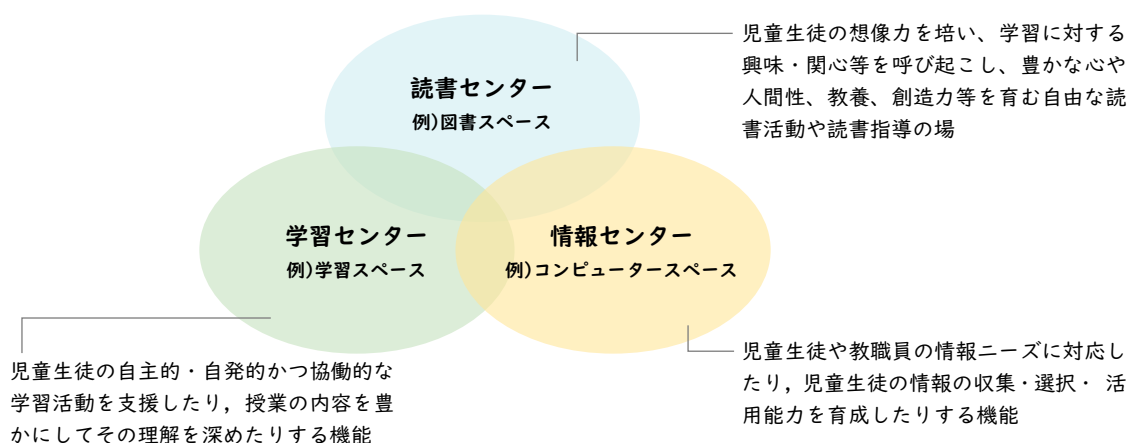 児童生徒の想像力を培い、学習に対する
興味・関心等を呼び起こし、豊かな心や
人間性、教養、創造力等を育む自由な読
書活動や読書指導の場
読書センター
例)図書スペース
学習センター
例)学習スペース
情報センター
例)コンピュータースペース
児童生徒の自主的・自発的かつ協働的な
学習活動を支援したり，授業の内容を豊
かにしてその理解を深めたりする機能
児童生徒や教職員の情報ニーズに対応し
たり，児童生徒の情報の収集・選択・ 活
用能力を育成したりする機能